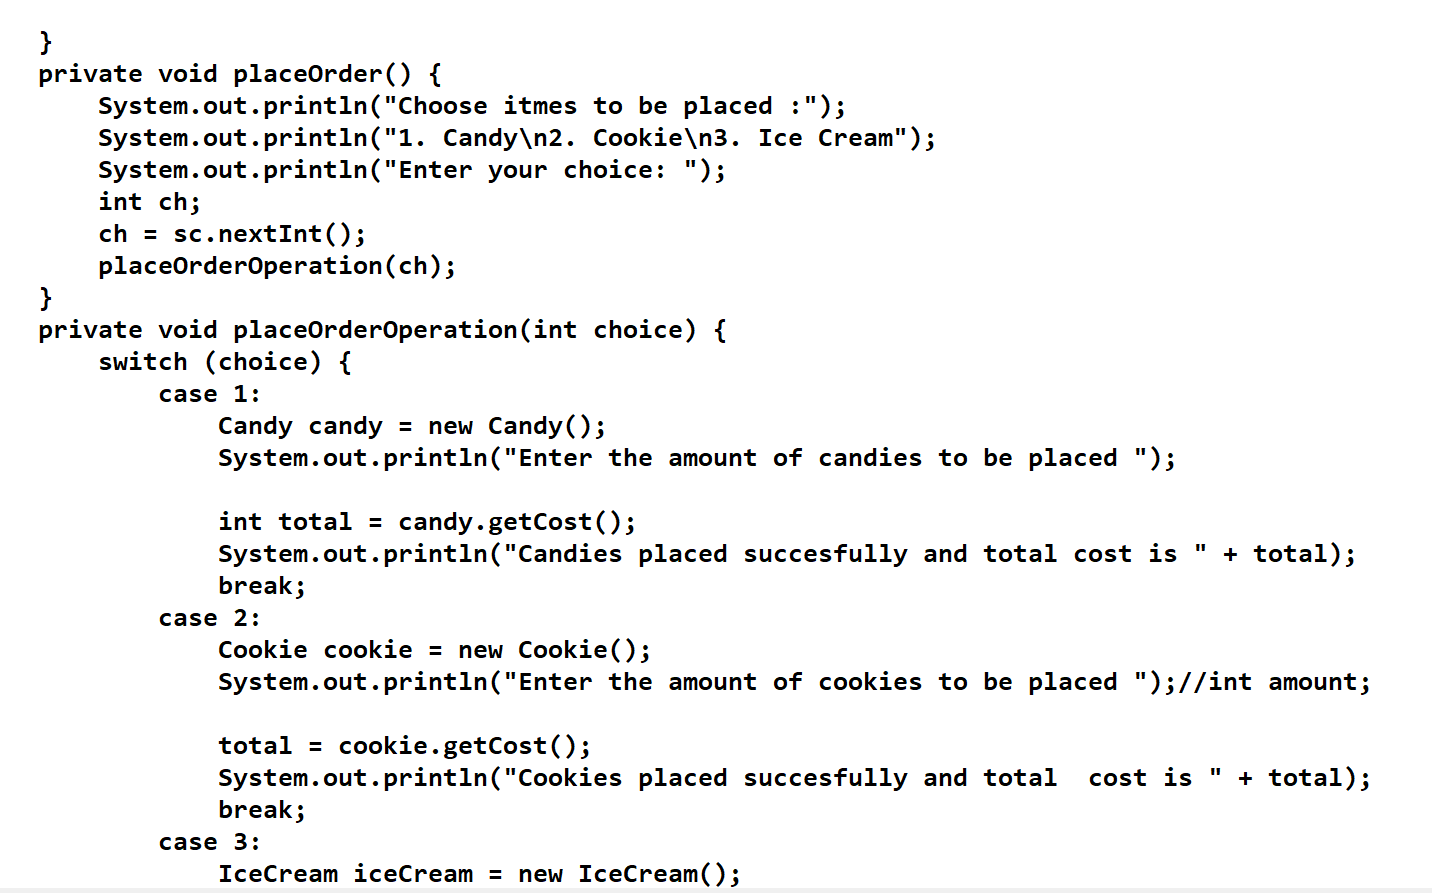 }
private void placeOrder() {
    System.out.println("Choose itmes to be placed :");
    System.out.println("1. Candy\n2. Cookie\n3. Ice Cream");
    System.out.println("Enter your choice: ");
    int ch;
    ch = sc.nextInt();
    placeOrderOperation(ch);
}
private void placeOrderOperation(int choice) {
    switch (choice) {
        case 1:
            Candy candy = new Candy();
            System.out.println("Enter the amount of candies to be placed ");

            int total = candy.getCost();
            System.out.println("Candies placed succesfully and total cost is " + total);
            break;
        case 2:
            Cookie cookie = new Cookie();
            System.out.println("Enter the amount of cookies to be placed ");//int amount;

            total = cookie.getCost();
            System.out.println("Cookies placed succesfully and total  cost is " + total);
            break;
        case 3:
            IceCream iceCream = new IceCream();